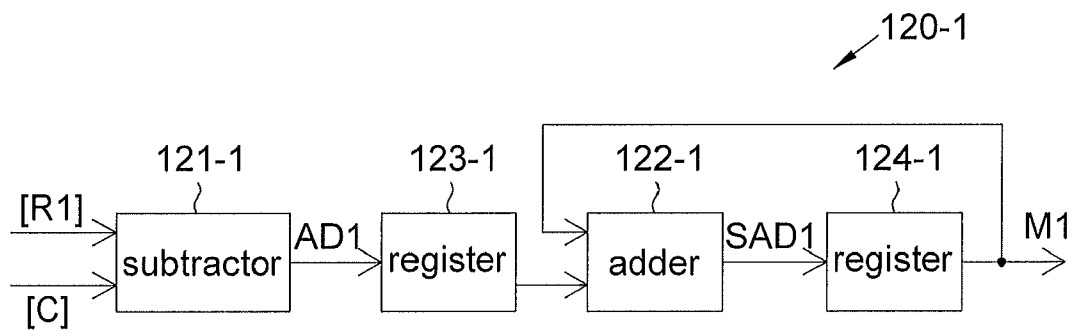 120-1
121-1
123-1
122-1
124-1
[R1]
AD1
SAD1
M1
subtractor
register
adder
register
[C]